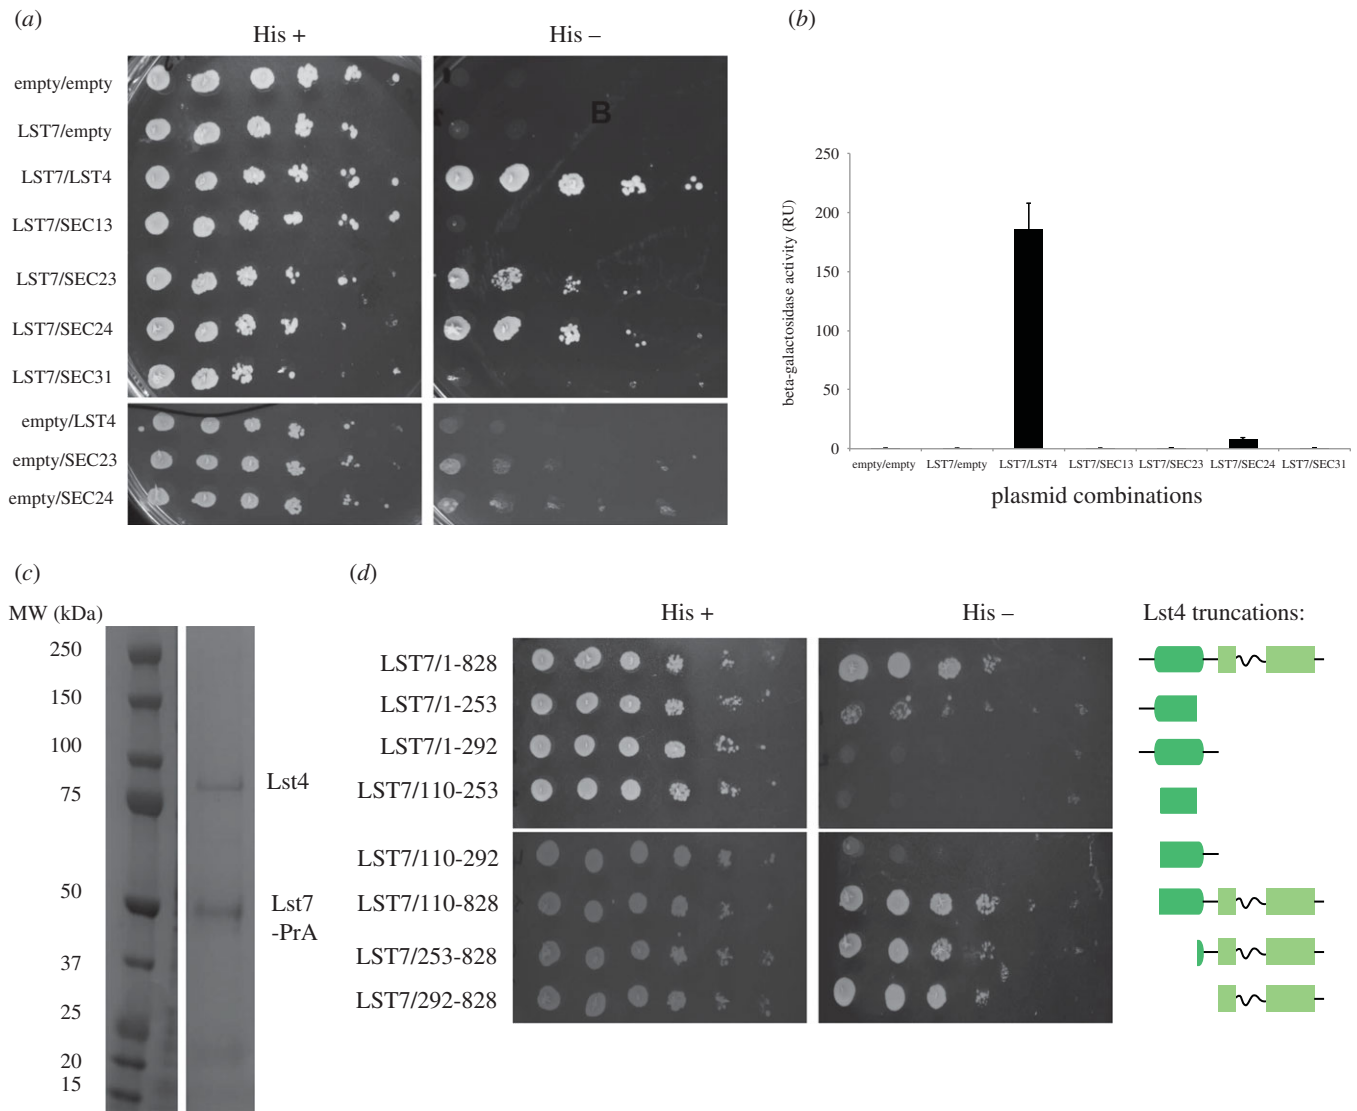 (a)
His +
His –
empty/empty
LST7/empty
LST7/LST4
LST7/SEC13
LST7/SEC23
LST7/SEC24
LST7/SEC31
empty/LST4
empty/SEC23
empty/SEC24
B
(b)
beta-galactosidase activity (RU)
250
200
150
100
50
0
empty/empty LST7/empty LST7/LST4 LST7/SEC13 LST7/SEC23 LST7/SEC24 LST7/SEC31
plasmid combinations
(c)
MW (kDa)
250
150
100
75
50
37
25
20
15
Lst4
Lst7
-PrA
(d)
His +
His –
Lst4 truncations:
LST7/1-828
LST7/1-253
LST7/1-292
LST7/110-253
LST7/110-292
LST7/110-828
LST7/253-828
LST7/292-828